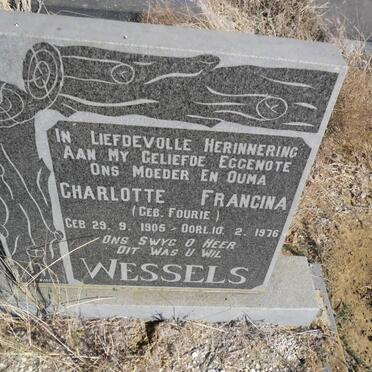 IN LIEFDEVOLLE HERINNERING
AAN MY GELIEFDE EGGENOTE
ONS MOEDER EN OUMA
CHARLOTTE FRANCINA
(GEB. FOURIE)
GEB 29. 9. 1905 - OORL. 10. 2. 1976
ONS SWYG O HEER
DIT WAS U WIL
WESSELS